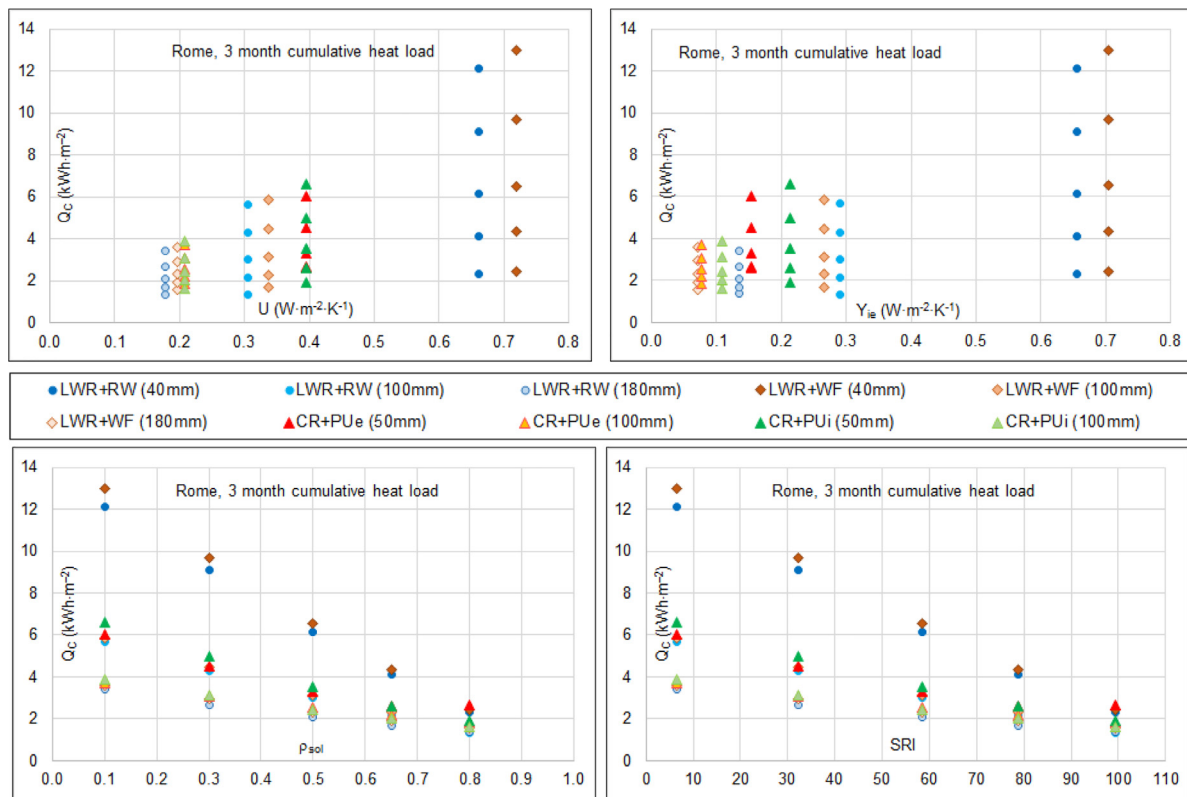 14
12
10
8
6
4
2
0
Q_C (kWh·m⁻²)
Rome, 3 month cumulative heat load
U (W·m⁻²·K⁻¹)
0.0 0.1 0.2 0.3 0.4 0.5 0.6 0.7 0.8
14
12
10
8
6
4
2
0
Q_C (kWh·m⁻²)
Rome, 3 month cumulative heat load
Y_ie (W·m⁻²·K⁻¹)
0.0 0.1 0.2 0.3 0.4 0.5 0.6 0.7 0.8
LWR+RW (40mm) LWR+RW (100mm) LWR+RW (180mm) LWR+WF (40mm) LWR+WF (100mm)
LWR+WF (180mm) CR+PUe (50mm) CR+PUe (100mm) CR+PUi (50mm) CR+PUi (100mm)
14
12
10
8
6
4
2
0
Q_C (kWh·m⁻²)
Rome, 3 month cumulative heat load
ρ_sol
0.0 0.1 0.2 0.3 0.4 0.5 0.6 0.7 0.8 0.9 1.0
14
12
10
8
6
4
2
0
Q_C (kWh·m⁻²)
Rome, 3 month cumulative heat load
SRI
0 10 20 30 40 50 60 70 80 90 100 110